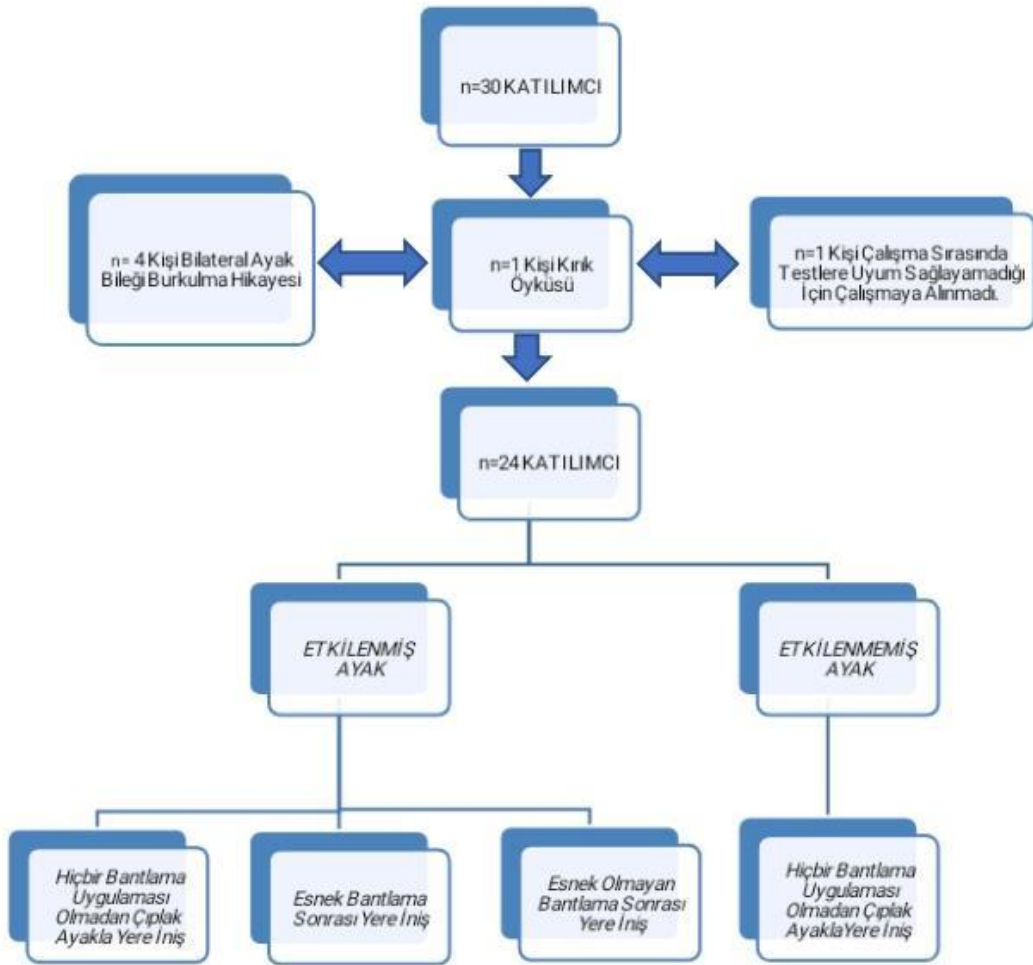 n=30 KATILIMCI
n= 4 Kişi Bilateral Ayak
Bileği Burkulma Hikayesi
n=1 Kişi Kırık
Öyküsü
n=1 Kişi Çalışma Sırasında
Testlere Uyum Sağlayamadığı
İçin Çalışmaya Alınmadı.
n=24 KATILIMCI
ETKİLENMİŞ
AYAK
ETKİLENMEMİŞ
AYAK
Hiçbir Bantlama
Uygulaması
Olmadan Çıplak
Ayakla Yere İniş
Esnek Bantlama
Sonrası Yere İniş
Esnek Olmayan
Bantlama Sonrası
Yere İniş
Hiçbir Bantlama
Uygulaması
Olmadan Çıplak
AyaklaYere İniş